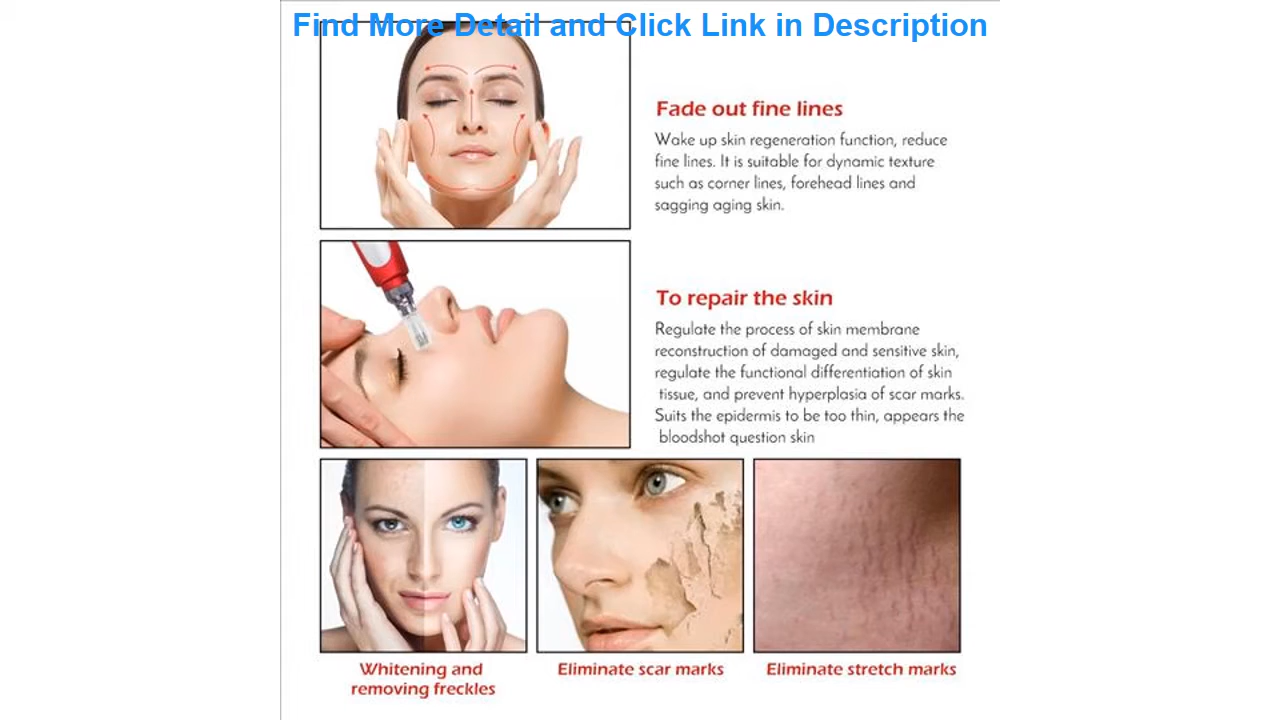 Find More Detail and Click Link in Description
Fade out fine lines
Wake up skin regeneration function, reduce
fine lines. It is suitable for dynamic texture
such as corner lines, forehead lines and
sagging aging skin.
To repair the skin
Regulate the process of skin membrane
reconstruction of damaged and sensitive skin,
regulate the functional differentiation of skin
tissue, and prevent hyperplasia of scar marks.
Suits the epidermis to be too thin, appears the
bloodshot question skin
Whitening and
removing freckles
Eliminate scar marks
Eliminate stretch marks